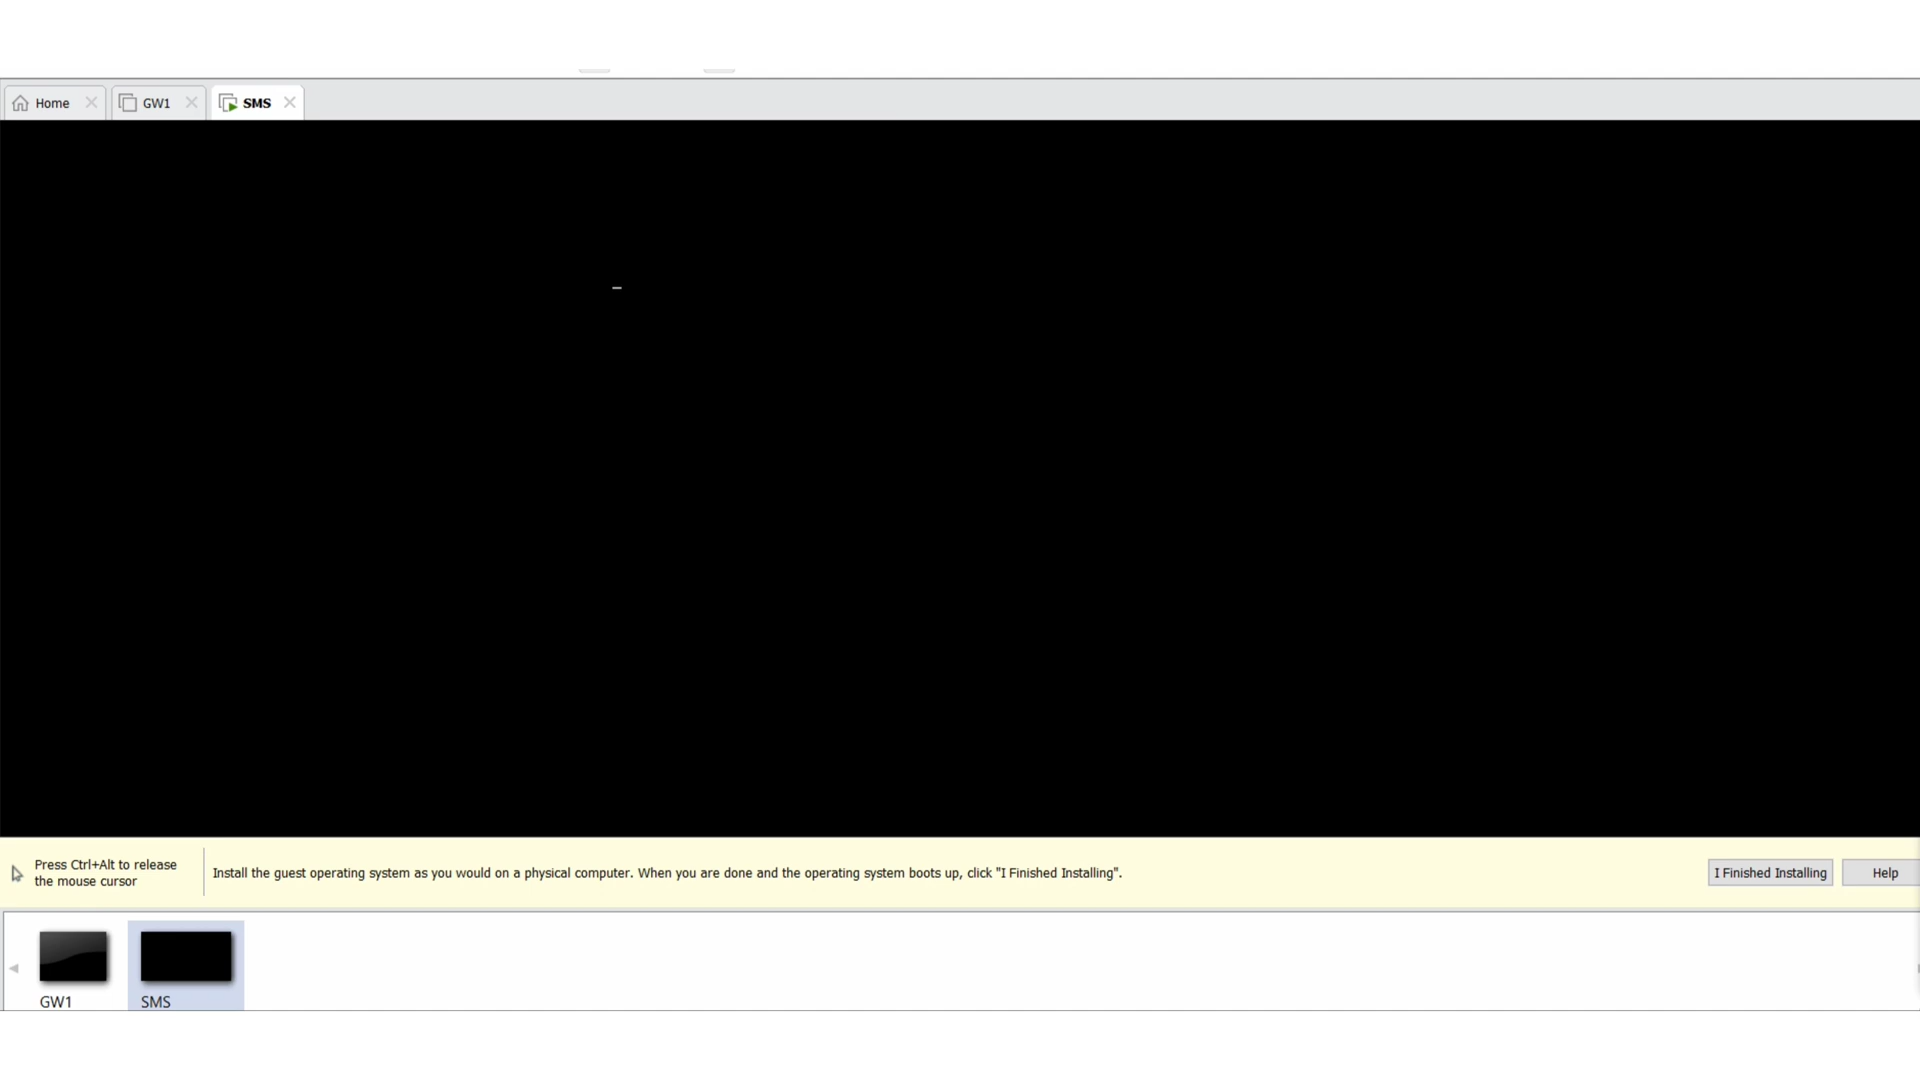 Home
GW1
SMS
Press Ctrl+Alt to release
the mouse cursor
Install the guest operating system as you would on a physical computer. When you are done and the operating system boots up, click "I Finished Installing".
I Finished Installing
Help
GW1
SMS